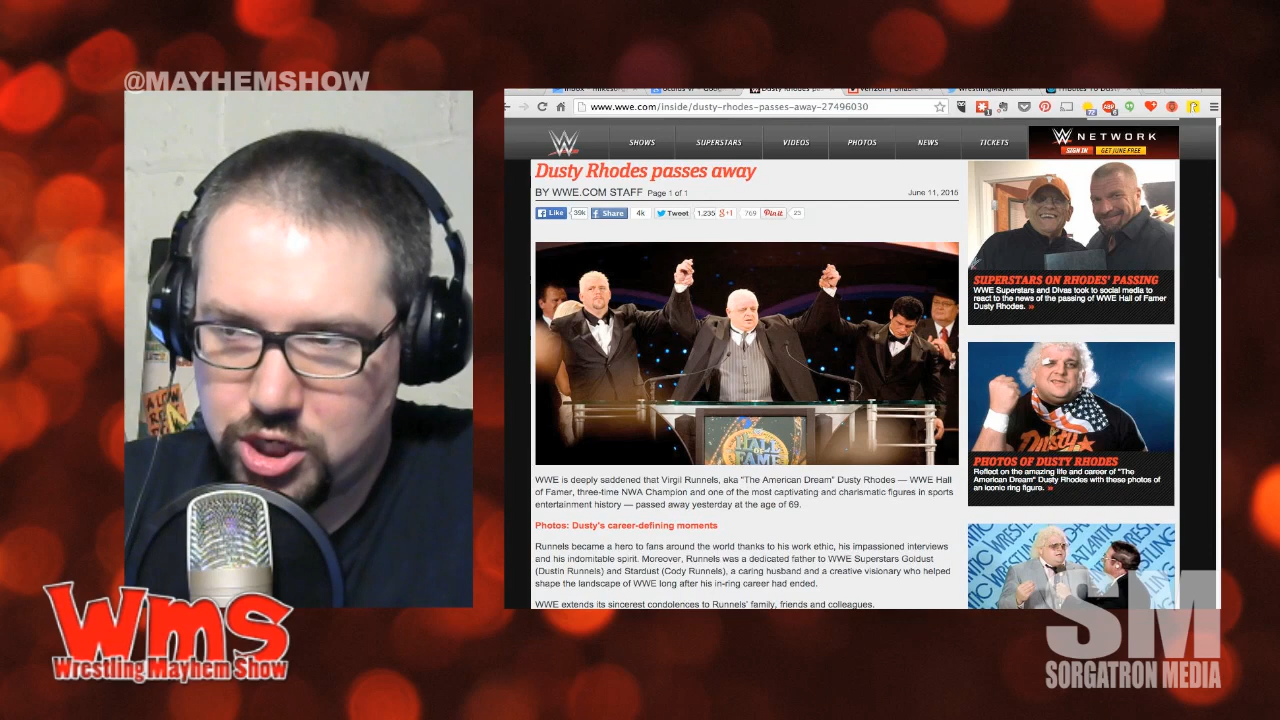 @MAYHEMSHOW
www.wwe.com/inside/dusty-rhodes-passes-away-27496030
SHOWS
SUPERSTARS
VIDEOS
PHOTOS
NEWS
TICKETS
NETWORK
SIGN IN
GET JUNE FREE
Dusty Rhodes passes away
BY WWE.COM STAFF Page 1 of 1
June 11, 2015
Like
39k
Share
4k
Tweet
1,235
+1
769
Pin it
23
HALL
OF
FAME
WWE is deeply saddened that Virgil Runnels, aka "The American Dream" Dusty Rhodes — WWE Hall
of Famer, three-time NWA Champion and one of the most captivating and charismatic figures in sports
entertainment history — passed away yesterday at the age of 69.
Photos: Dusty's career-defining moments
Runnels became a hero to fans around the world thanks to his work ethic, his impassioned interviews
and his indomitable spirit. Moreover, Runnels was a dedicated father to WWE Superstars Goldust
(Dustin Runnels) and Stardust (Cody Runnels), a caring husband and a creative visionary who helped
shape the landscape of WWE long after his in-ring career had ended.
WWE extends its sincerest condolences to Runnels' family, friends and colleagues.
SUPERSTARS ON RHODES' PASSING
WWE Superstars and Divas took to social media to
react to the news of the passing of WWE Hall of Famer
Dusty Rhodes. »
Dusty
PHOTOS OF DUSTY RHODES
Reflect on the amazing life and career of "The
American Dream" Dusty Rhodes with these photos of
an iconic ring figure. »
wms
Wrestling Mayhem Show
SM
SORGATRON MEDIA